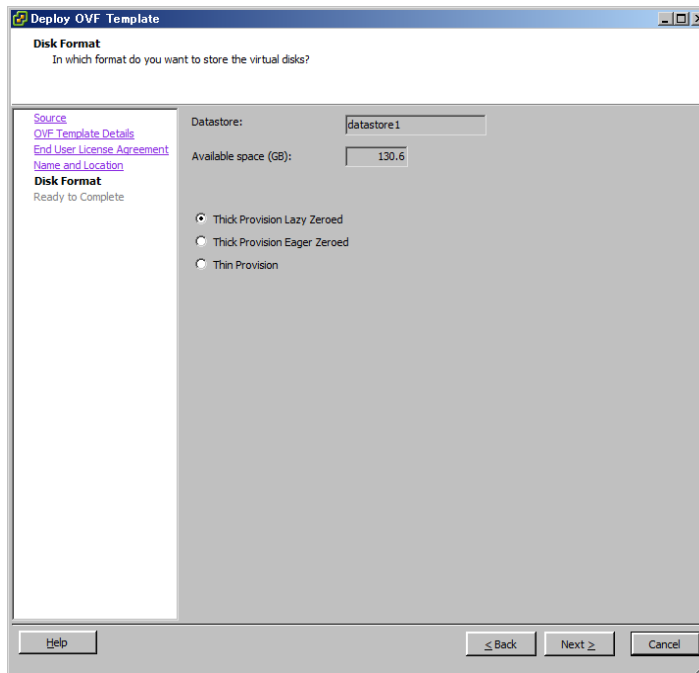 Deploy OVF Template
Disk Format
In which format do you want to store the virtual disks?
Source
OVF Template Details
End User License Agreement
Name and Location
Disk Format
Ready to Complete
Datastore: datastore1
Available space (GB): 130.6
Thick Provision Lazy Zeroed
Thick Provision Eager Zeroed
Thin Provision
Help
< Back
Next >
Cancel